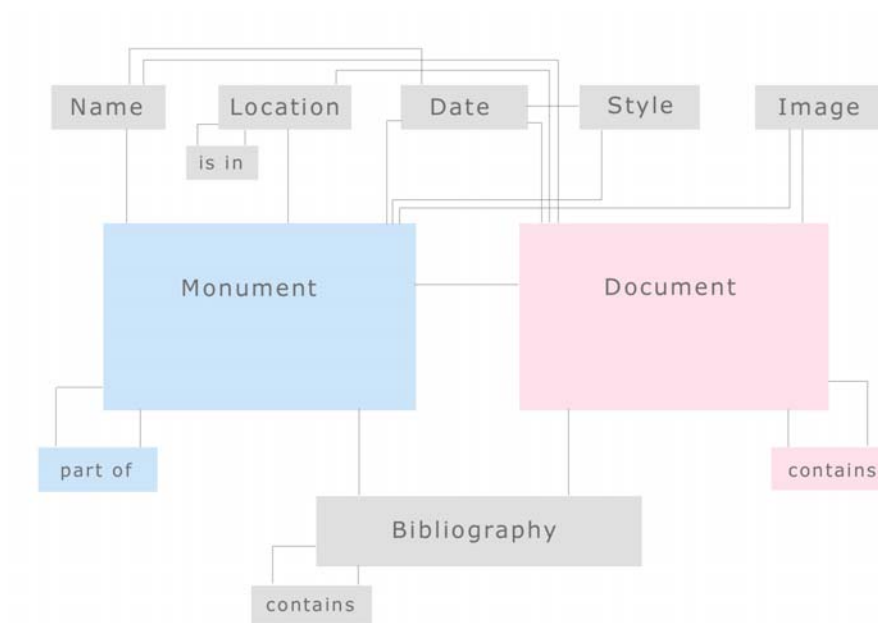 Name
Location
Date
Style
Image
is in
Monument
Document
part of
contains
Bibliography
contains